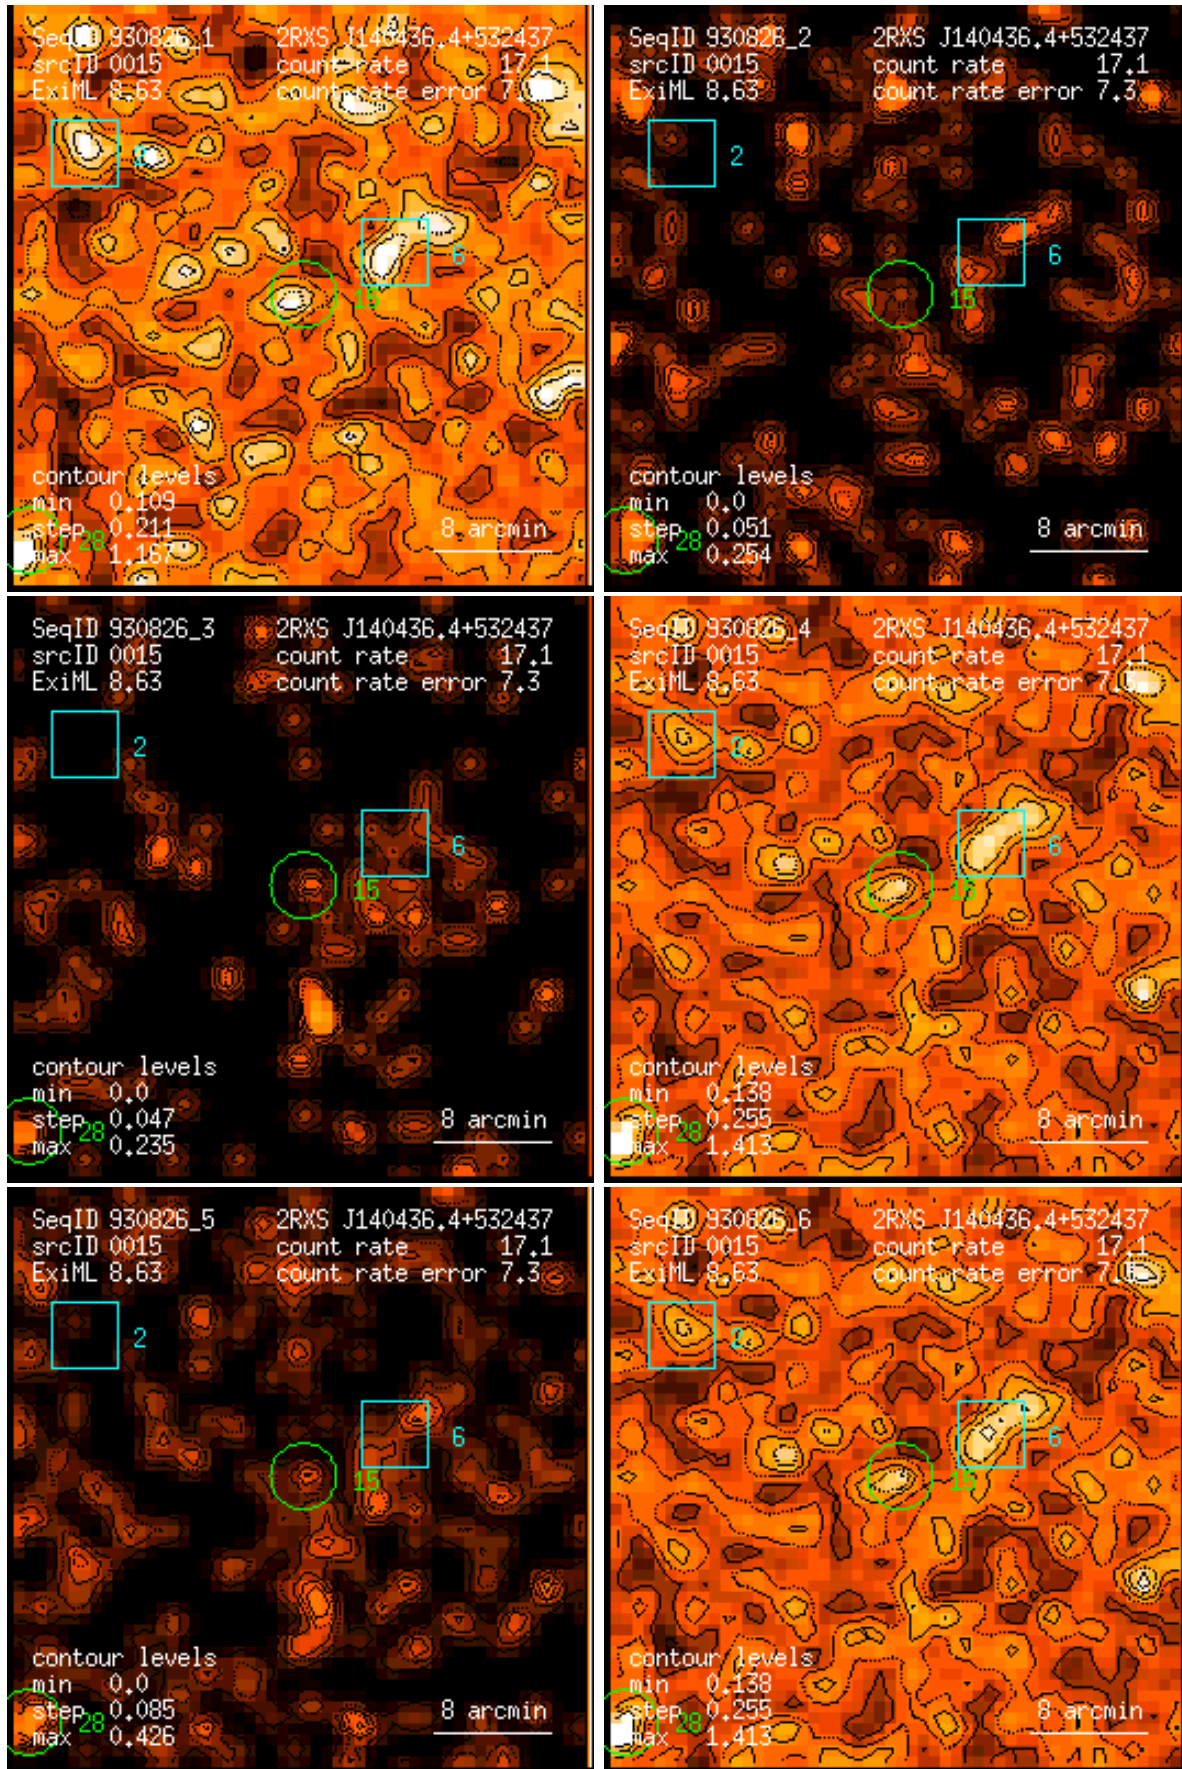 SeqID 930826_1 2RXS J140436.4+532437
srcID 0015 count rate 17.1
ExiML 8.63 count rate error 7.3
2
6
15
contour levels
min 0.109
step 0.211 8 arcmin
max 1.167
28
SeqID 930826_2 2RXS J140436.4+532437
srcID 0015 count rate 17.1
ExiML 8.63 count rate error 7.3
2
6
15
contour levels
min 0.0
step 0.051 8 arcmin
max 0.254
28
SeqID 930826_3 2RXS J140436.4+532437
srcID 0015 count rate 17.1
ExiML 8.63 count rate error 7.3
2
6
15
contour levels
min 0.0
step 0.047 8 arcmin
max 0.235
28
SeqID 930826_4 2RXS J140436.4+532437
srcID 0015 count rate 17.1
ExiML 8.63 count rate error 7.3
2
6
15
contour levels
min 0.138
step 0.255 8 arcmin
max 1.413
28
SeqID 930826_5 2RXS J140436.4+532437
srcID 0015 count rate 17.1
ExiML 8.63 count rate error 7.3
2
6
15
contour levels
min 0.0
step 0.085 8 arcmin
max 0.426
28
SeqID 930826_6 2RXS J140436.4+532437
srcID 0015 count rate 17.1
ExiML 8.63 count rate error 7.3
2
6
15
contour levels
min 0.138
step 0.255 8 arcmin
max 1.413
28